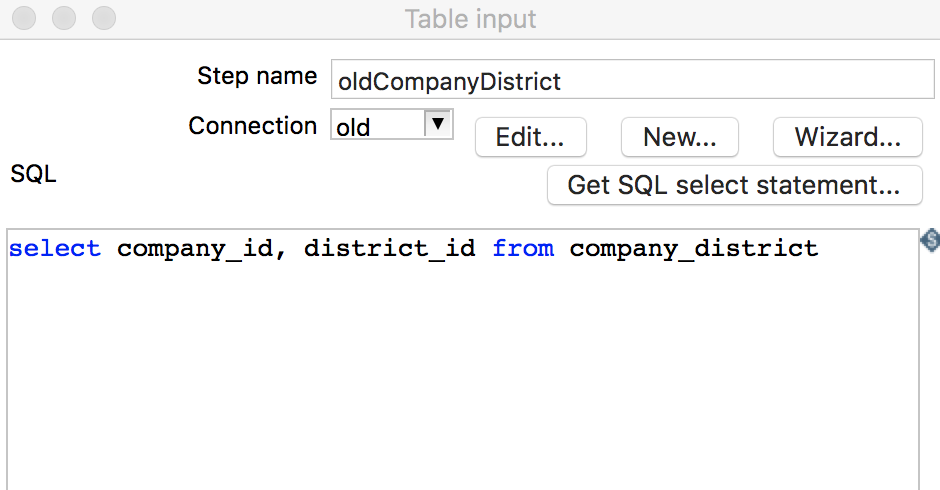 Table input
Step name oldCompanyDistrict
Connection old Edit... New... Wizard...
SQL Get SQL select statement...
select company_id, district_id from company_district
$